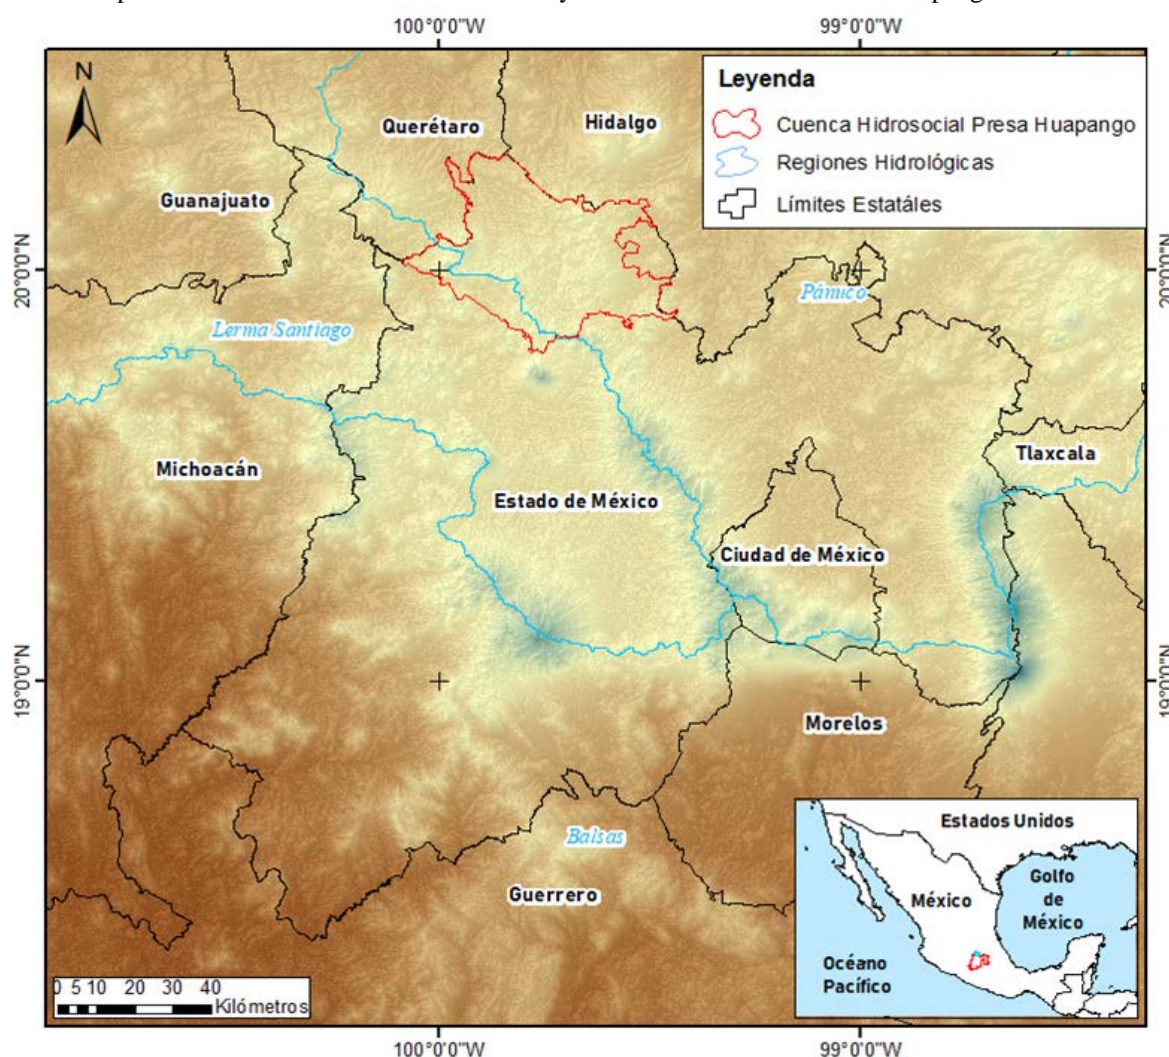 100°0'0"W
99°0'0"W
N
Leyenda
Cuenca Hidrosocial Presa Huapango
Regiones Hidrológicas
Límites Estatáles
Querétaro
Hidalgo
Guanajuato
20°0'0"N
20°0'0"N
Pánuco
Lerma Santiago
Michoacán
Tlaxcala
Estado de México
Ciudad de México
19°0'0"N
19°0'0"N
Morelos
Balsas
Guerrero
Estados Unidos
México
Golfo
de
México
Océano
Pacífico
0 5 10 20 30 40
Kilómetros
100°0'0"W
99°0'0"W